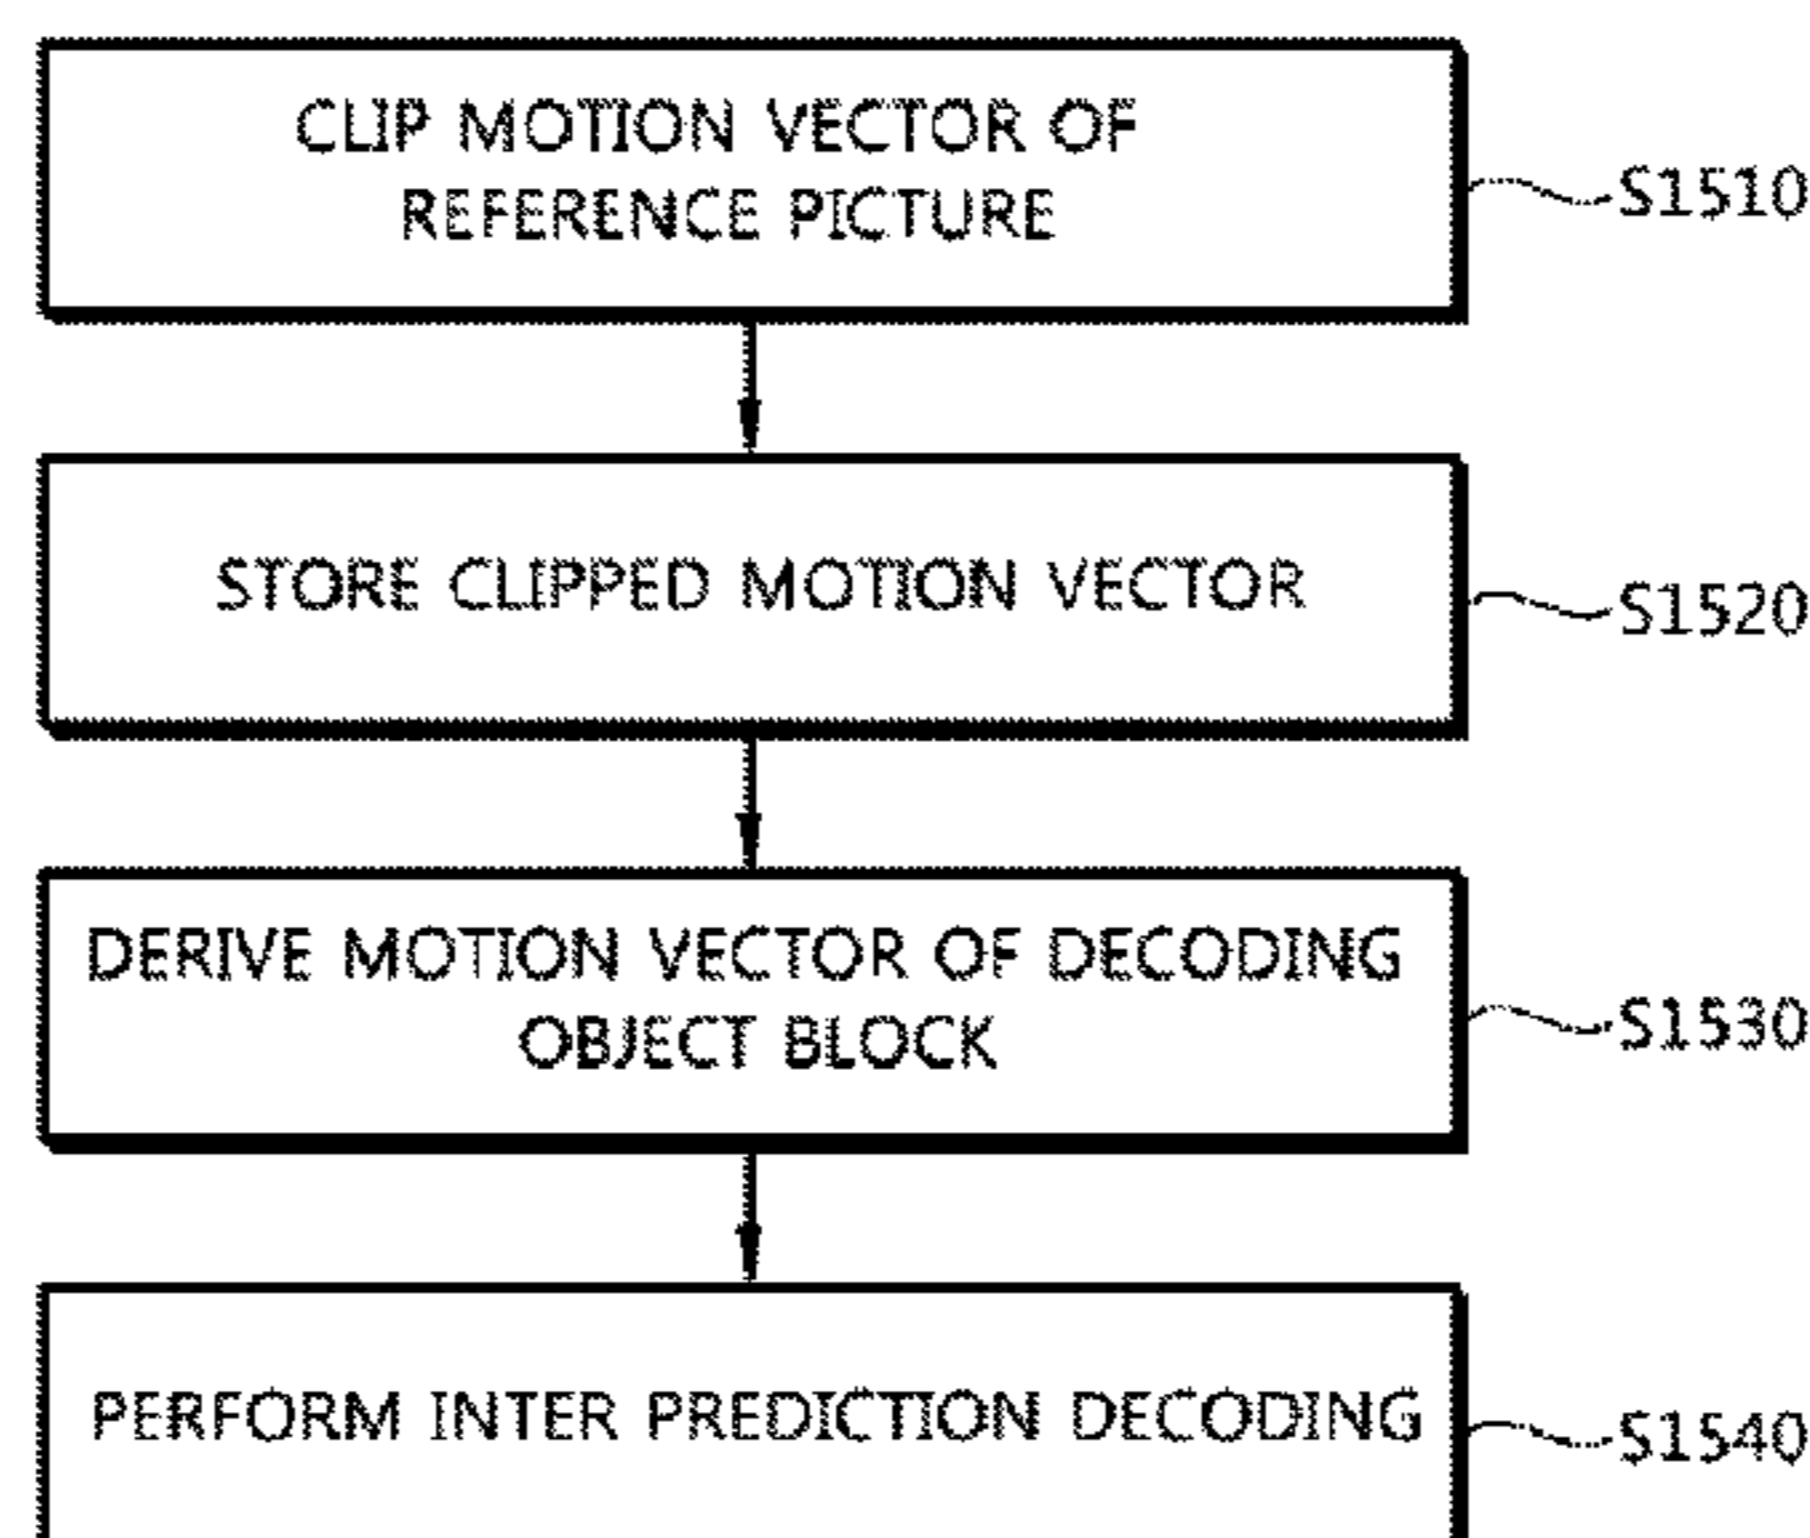 CLIP MOTION VECTOR OF
REFERENCE PICTURE
S1510
STORE CLIPPED MOTION VECTOR
S1520
DERIVE MOTION VECTOR OF DECODING
OBJECT BLOCK
S1530
PERFORM INTER PREDICTION DECODING
S1540